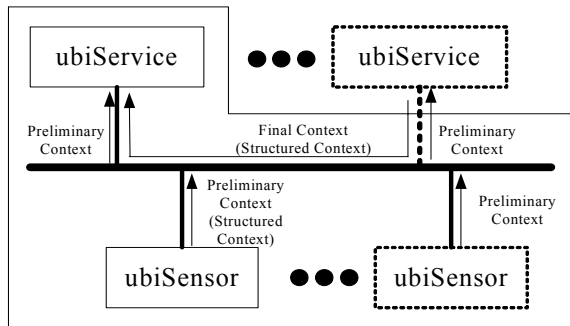 ubiService
ubiService
Preliminary
Context
Final Context
(Structured Context)
Preliminary
Context
Preliminary
Context
(Structured
Context)
Preliminary
Context
ubiSensor
ubiSensor